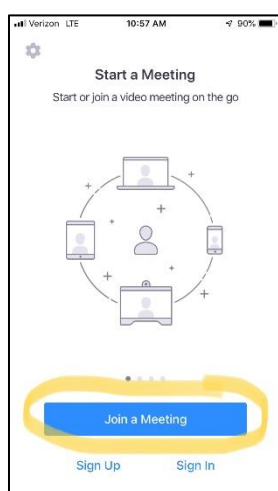 Verizon LTE 10:57 AM 90%
Start a Meeting
Start or join a video meeting on the go
Join a Meeting
Sign Up Sign In